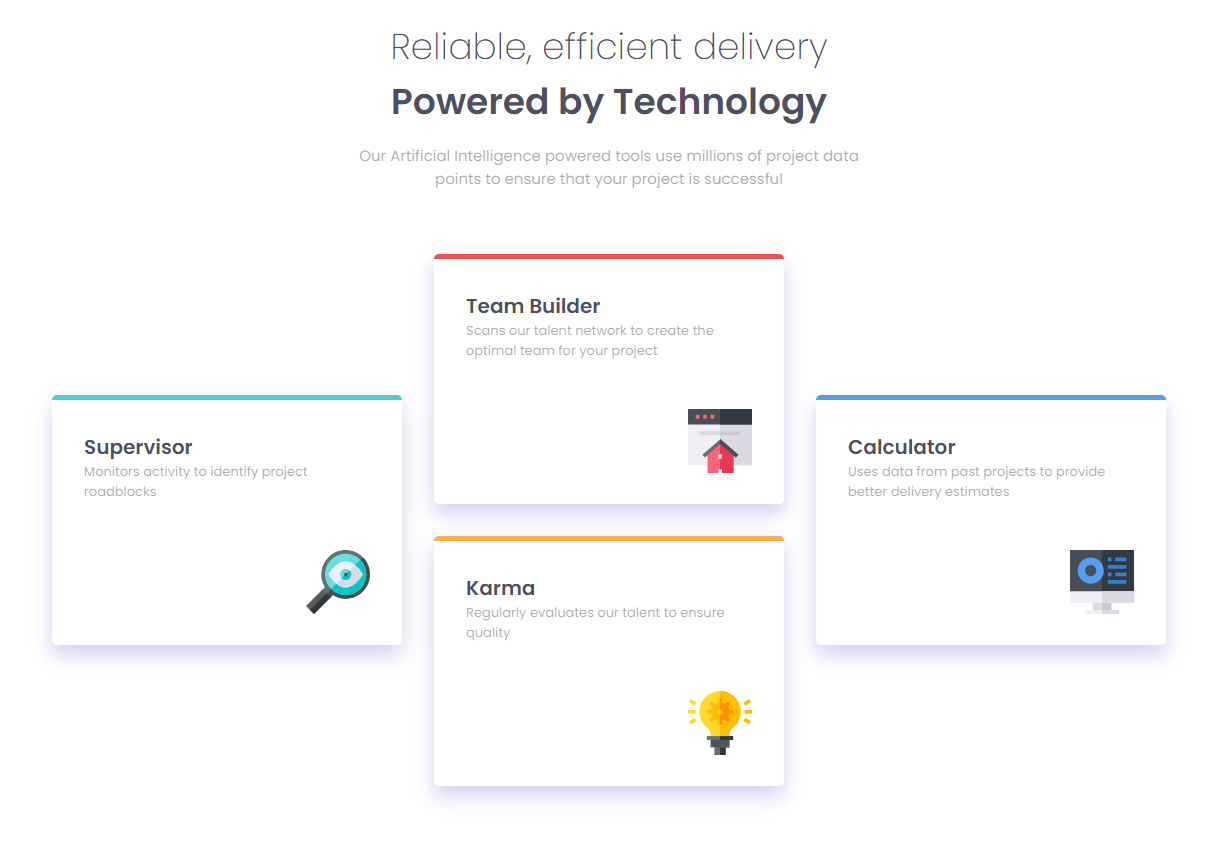 Reliable, efficient delivery
Powered by Technology
Our Artificial Intelligence powered tools use millions of project data
points to ensure that your project is successful
Team Builder
Scans our talent network to create the
optimal team for your project
Supervisor
Monitors activity to identify project
roadblocks
Calculator
Uses data from past projects to provide
better delivery estimates
Karma
Regularly evaluates our talent to ensure
quality